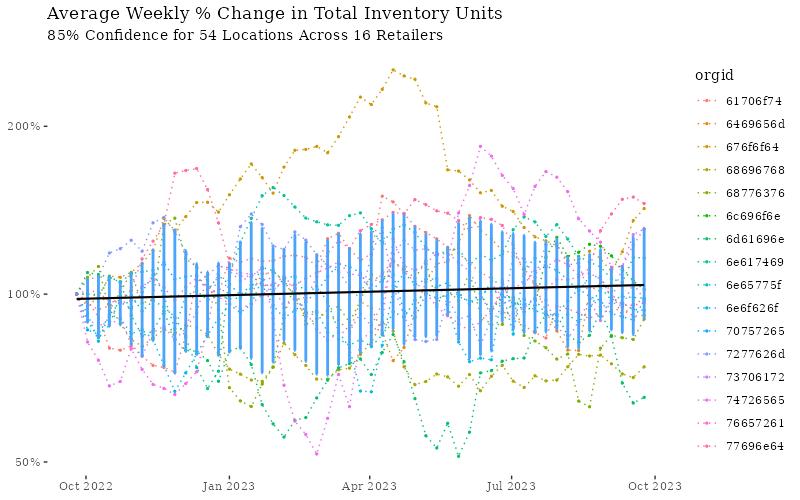 Average Weekly % Change in Total Inventory Units
85% Confidence for 54 Locations Across 16 Retailers
200%
100%
50%
Oct 2022
Jan 2023
Apr 2023
Jul 2023
Oct 2023
orgid
61706f74
6469656d
676f6f64
68696768
68776376
6c696f6e
6d61696e
6e617469
6e65775f
6e6f626f
70757265
7277626d
73706172
74726565
76657261
77696e64